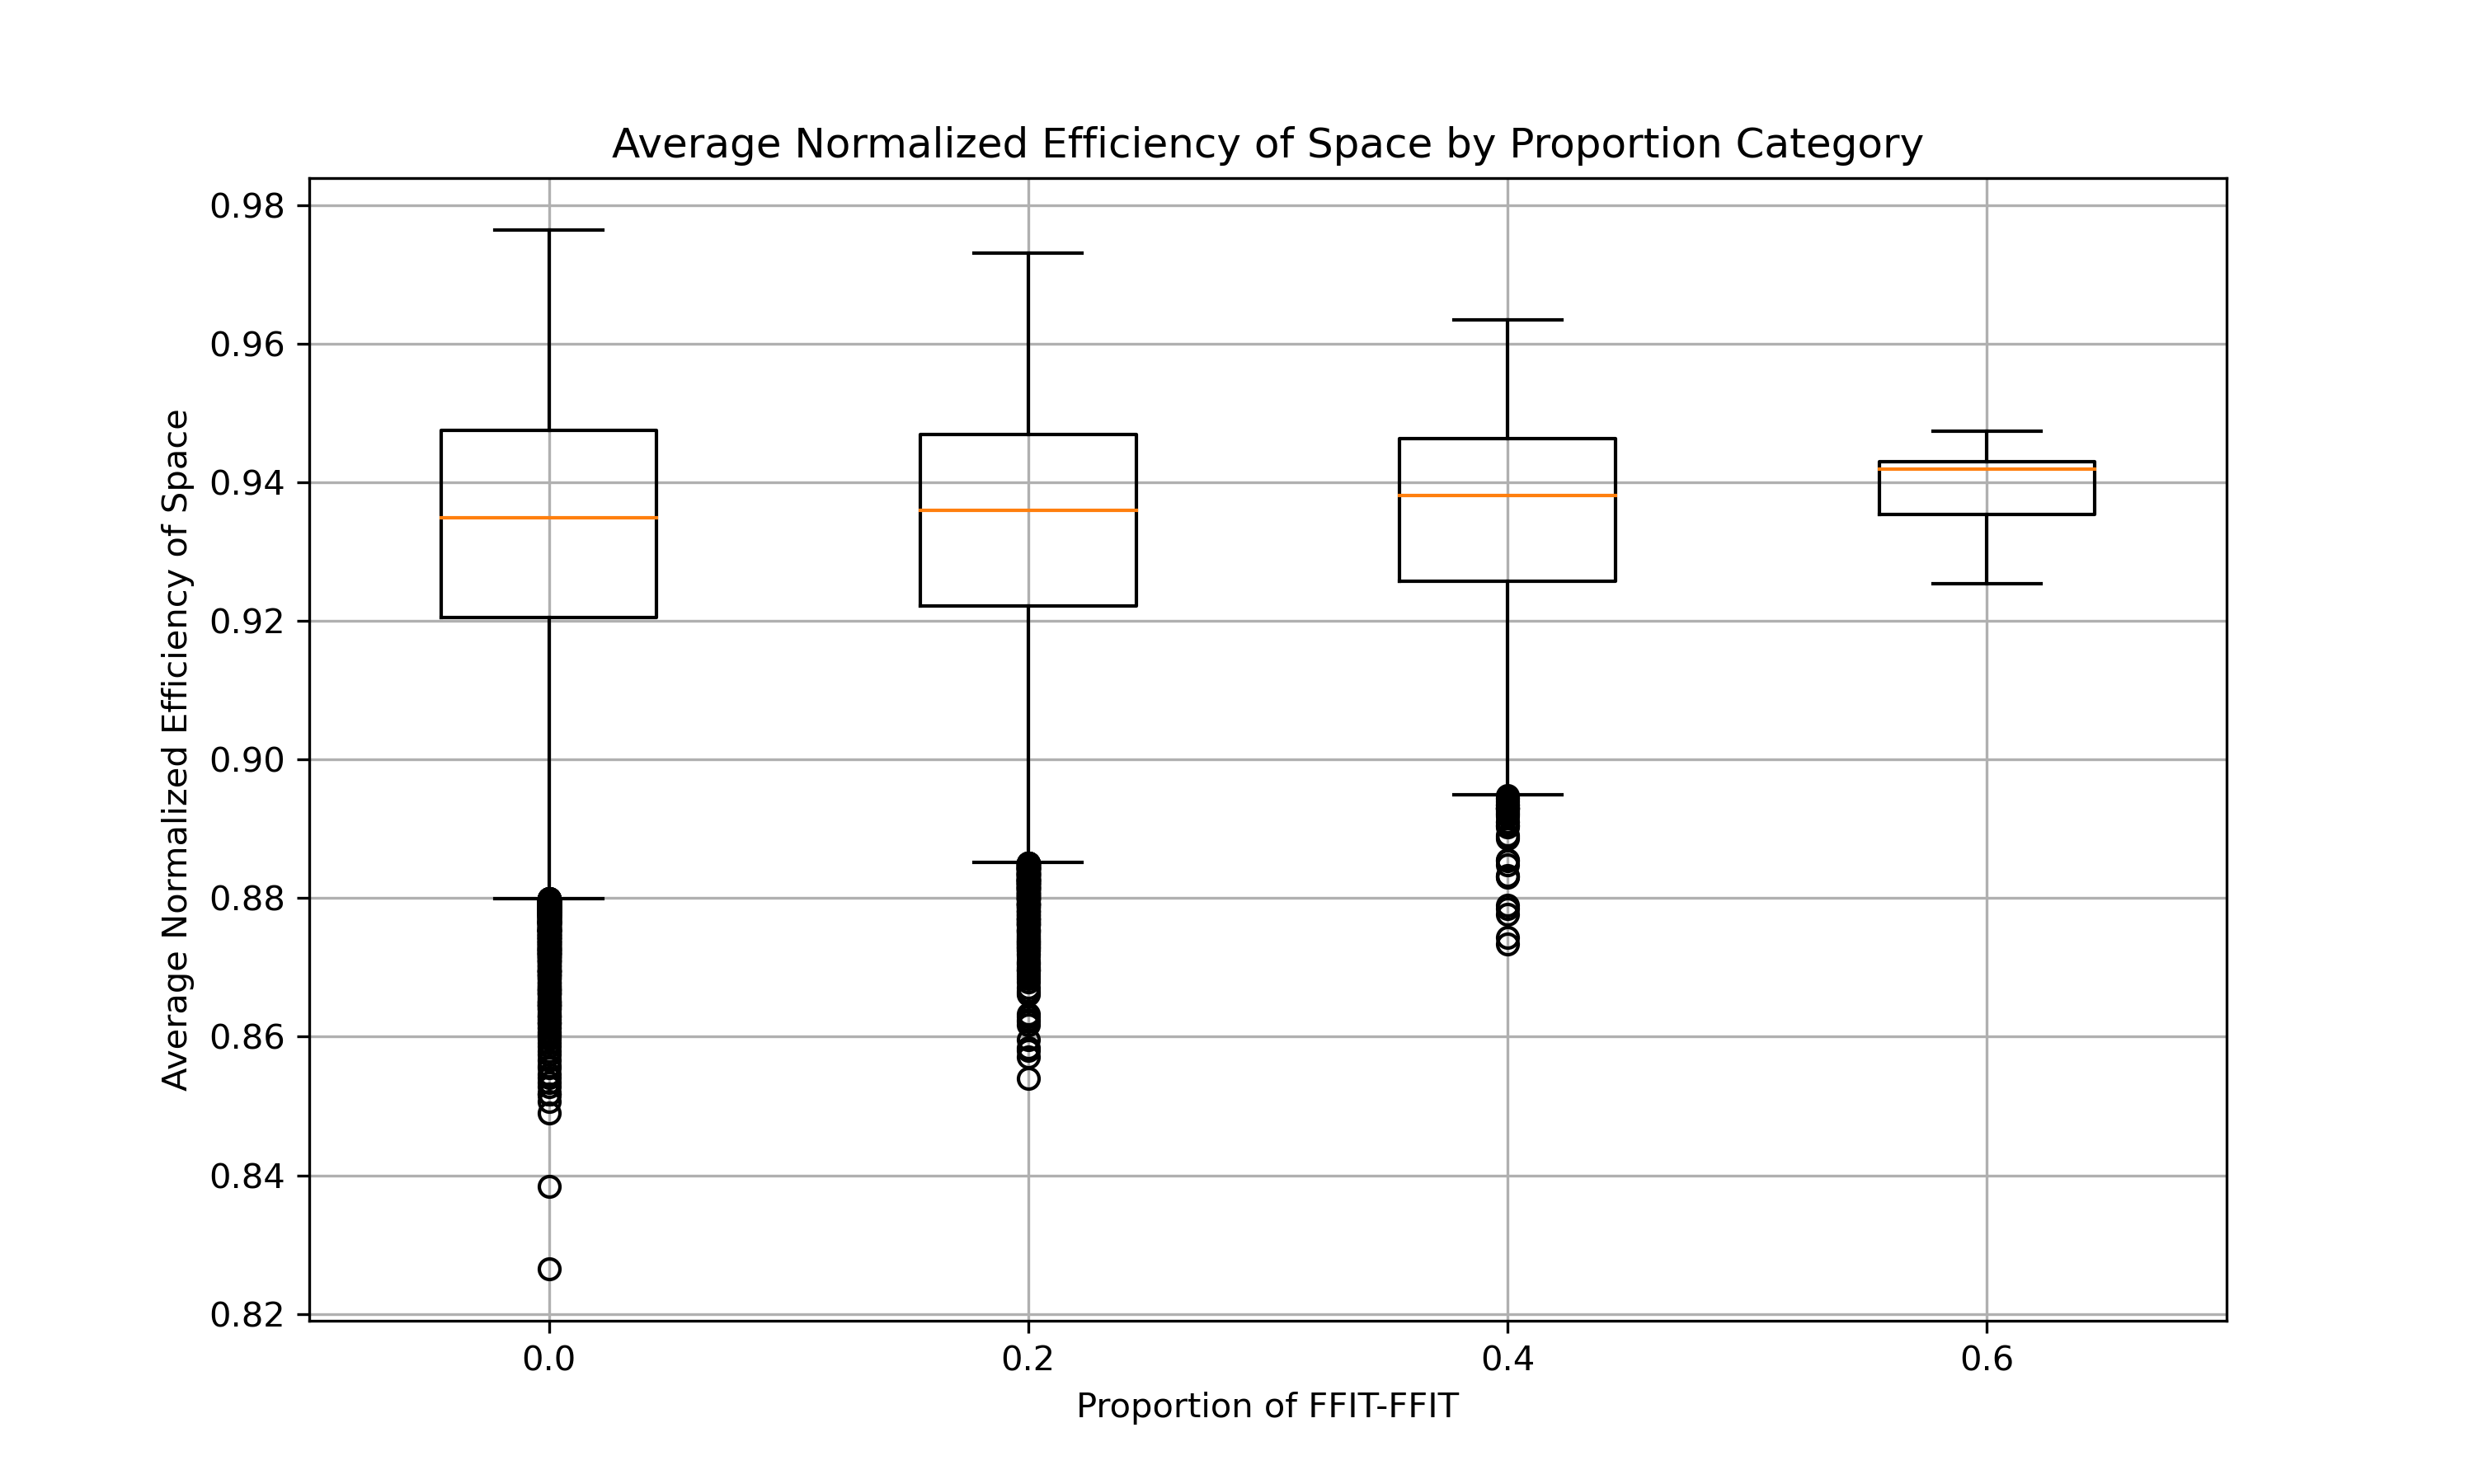 Average Normalized Efficiency of Space by Proportion Category
Average Normalized Efficiency of Space
0.98
0.96
0.94
0.92
0.90
0.88
0.86
0.84
0.82
0.0 0.2 0.4 0.6
Proportion of FFIT-FFIT